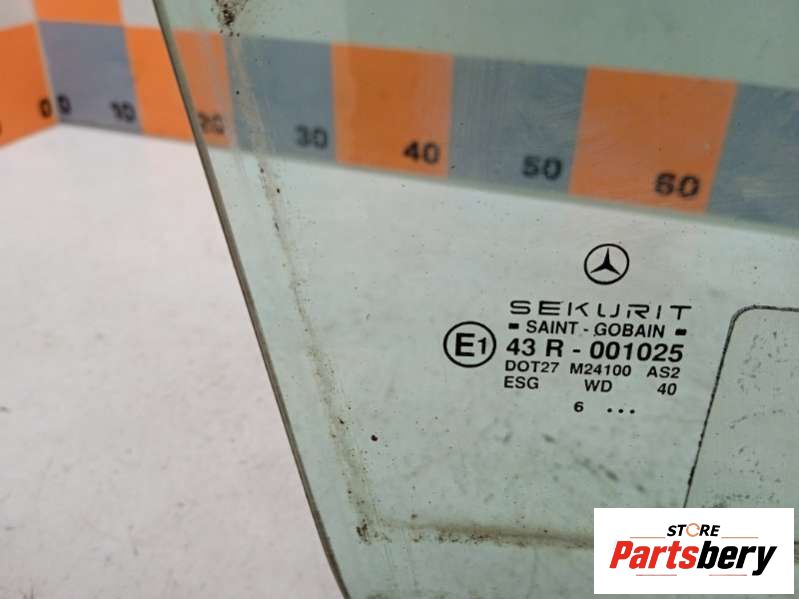 0 0 10 20 30 40 50 60
SEKURIT
SAINT - GOBAIN
E1 43 R - 001025
DOT27 M24100 AS2
ESG WD 40
6 ...
STORE
Partsbery